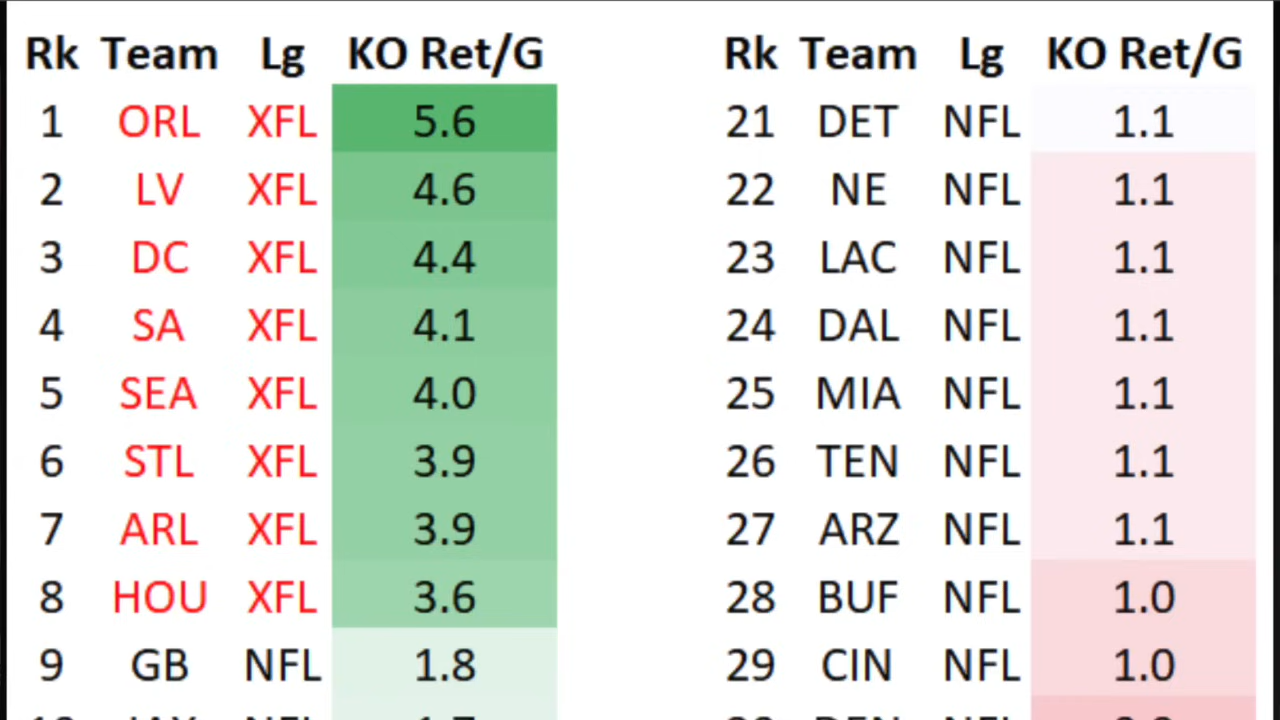 Rk Team Lg KO Ret/G
1 ORL XFL 5.6
2 LV XFL 4.6
3 DC XFL 4.4
4 SA XFL 4.1
5 SEA XFL 4.0
6 STL XFL 3.9
7 ARL XFL 3.9
8 HOU XFL 3.6
9 GB NFL 1.8
Rk Team Lg KO Ret/G
21 DET NFL 1.1
22 NE NFL 1.1
23 LAC NFL 1.1
24 DAL NFL 1.1
25 MIA NFL 1.1
26 TEN NFL 1.1
27 ARZ NFL 1.1
28 BUF NFL 1.0
29 CIN NFL 1.0